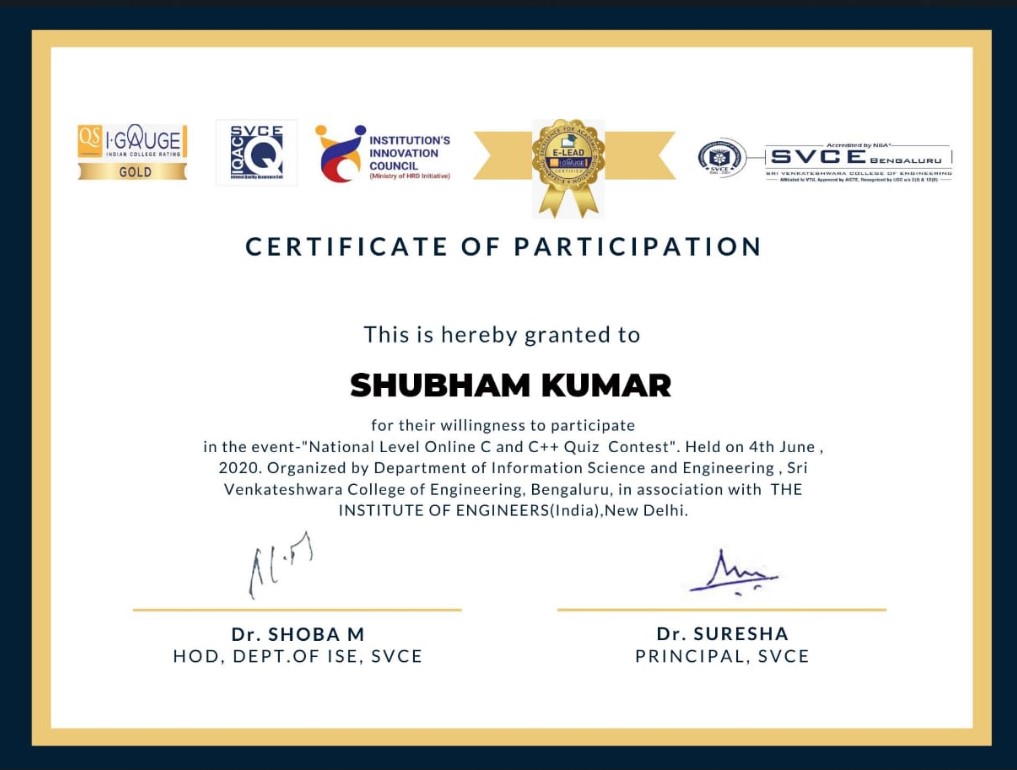 QS I·GAUGE
INDIAN COLLEGE RATING
GOLD
SVCE
IQAC
INSTITUTION'S
INNOVATION
COUNCIL
(Ministry of HRD Initiative)
E-LEAD
I·GAUGE
CERTIFIED
SVCE
Accredited by NBA
SVCE BENGALURU
SRI VENKATESHWARA COLLEGE OF ENGINEERING
CERTIFICATE OF PARTICIPATION
This is hereby granted to
SHUBHAM KUMAR
for their willingness to participate
in the event-"National Level Online C and C++ Quiz Contest". Held on 4th June ,
2020. Organized by Department of Information Science and Engineering , Sri
Venkateshwara College of Engineering, Bengaluru, in association with THE
INSTITUTE OF ENGINEERS(India),New Delhi.
Dr. SHOBA M
HOD, DEPT.OF ISE, SVCE
Dr. SURESHA
PRINCIPAL, SVCE